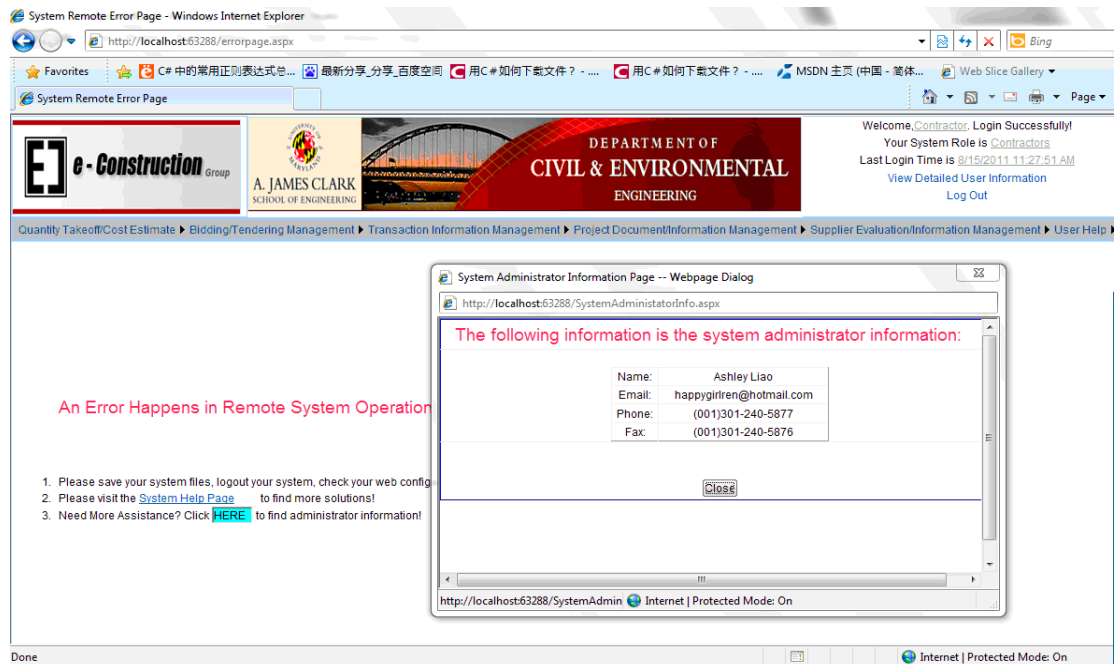 System Remote Error Page - Windows Internet Explorer
http://localhost:63288/errorpage.aspx
Bing
Favorites C# 中的常用正则表达式总... 最新分享_分享_百度空间 用C#如何下载文件？ - .... 用C#如何下载文件？ - .... MSDN 主页 (中国 - 简体... Web Slice Gallery
System Remote Error Page
Page
e - Construction Group
A. JAMES CLARK
SCHOOL OF ENGINEERING
DEPARTMENT OF
CIVIL & ENVIRONMENTAL
ENGINEERING
Welcome,Contractor. Login Successfully!
Your System Role is Contractors
Last Login Time is 8/15/2011 11:27:51 AM
View Detailed User Information
Log Out
Quantity Takeoff/Cost Estimate Bidding/Tendering Management Transaction Information Management Project Document/Information Management Supplier Evaluation/Information Management User Help
An Error Happens in Remote System Operation
1. Please save your system files, logout your system, check your web config
2. Please visit the System Help Page to find more solutions!
3. Need More Assistance? Click HERE to find administrator information!
System Administrator Information Page -- Webpage Dialog
http://localhost:63288/SystemAdministatorInfo.aspx
The following information is the system administrator information:
Name: Ashley Liao
Email: happygirlren@hotmail.com
Phone: (001)301-240-5877
Fax: (001)301-240-5876
Close
http://localhost:63288/SystemAdmin Internet | Protected Mode: On
Done
Internet | Protected Mode: On